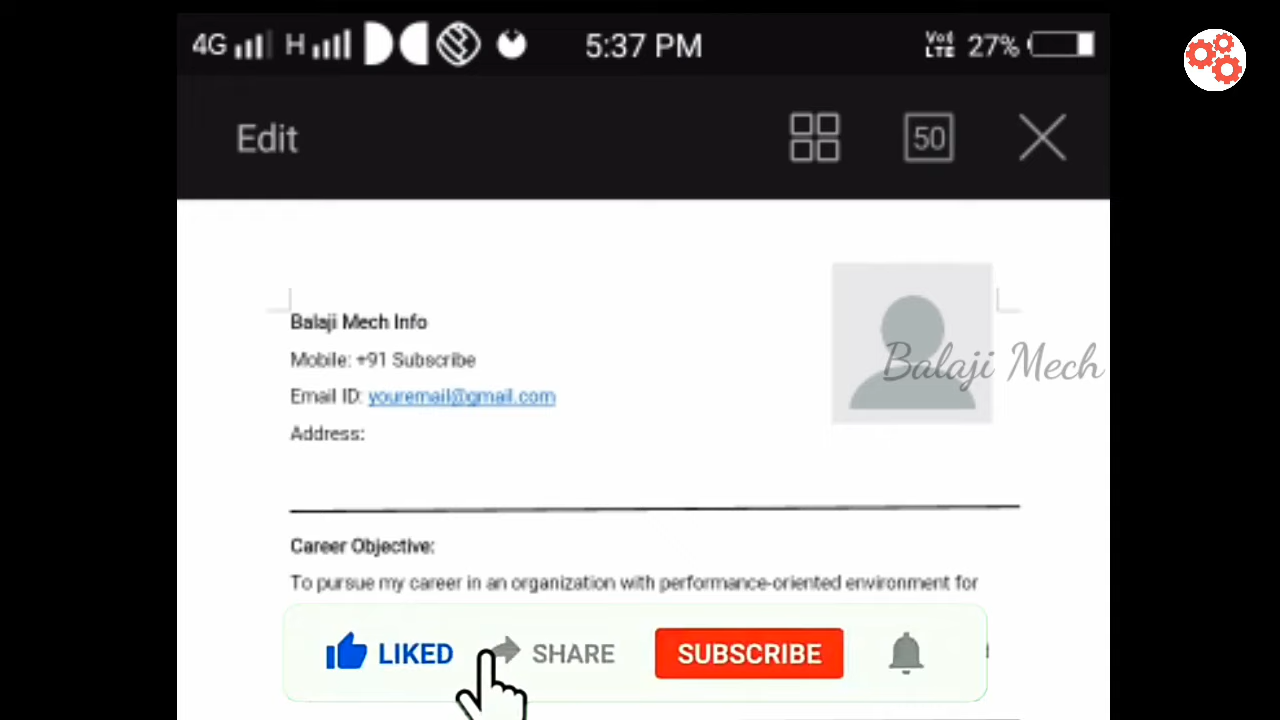 4G H 5:37 PM VoI LTE 27%
Edit 50
Balaji Mech Info
Mobile: +91 Subscribe
Email ID: youremail@gmail.com
Address:
Balaji Mech
Career Objective:
To pursue my career in an organization with performance-oriented environment for
LIKED SHARE SUBSCRIBE